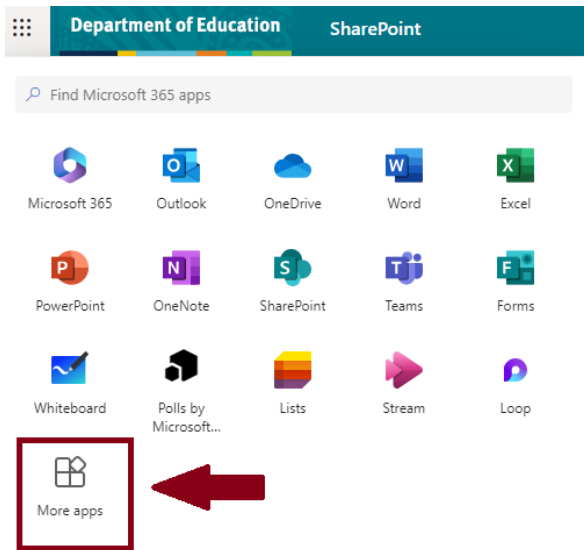 Department of Education SharePoint
Find Microsoft 365 apps
Microsoft 365 Outlook OneDrive Word Excel
PowerPoint OneNote SharePoint Teams Forms
Whiteboard Polls by Microsoft... Lists Stream Loop
More apps